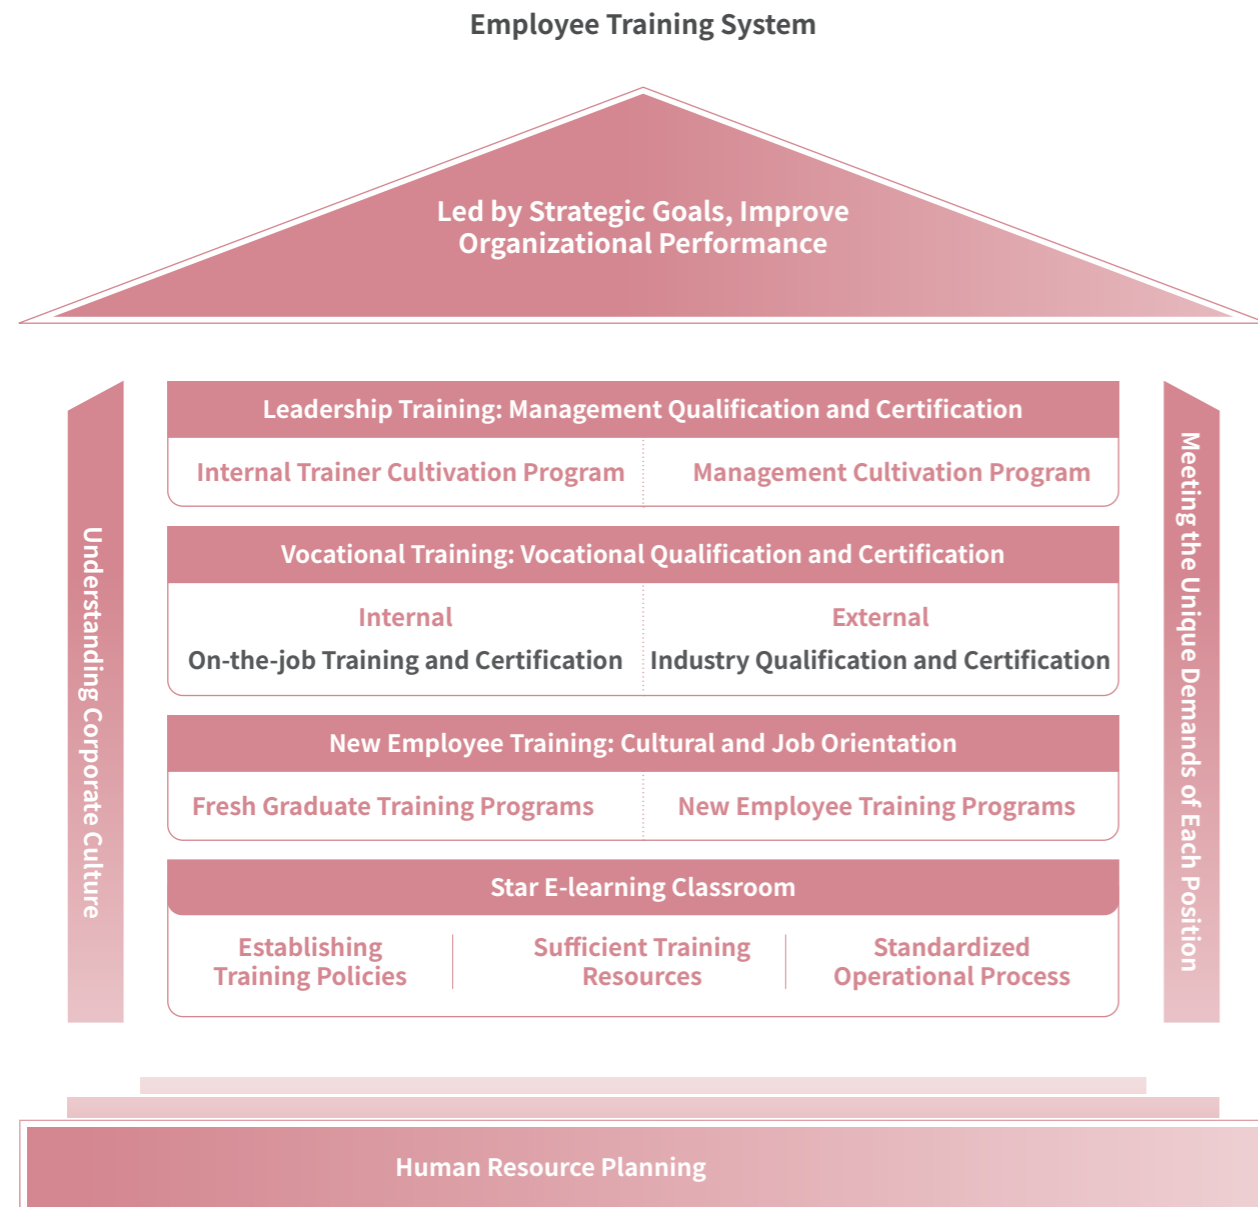 Employee Training System
Led by Strategic Goals, Improve
Organizational Performance
Understanding Corporate Culture
Leadership Training: Management Qualification and Certification
Internal Trainer Cultivation Program
Management Cultivation Program
Vocational Training: Vocational Qualification and Certification
Internal
On-the-job Training and Certification
External
Industry Qualification and Certification
New Employee Training: Cultural and Job Orientation
Fresh Graduate Training Programs
New Employee Training Programs
Star E-learning Classroom
Establishing
Training Policies
Sufficient Training
Resources
Standardized
Operational Process
Meeting the Unique Demands of Each Position
Human Resource Planning